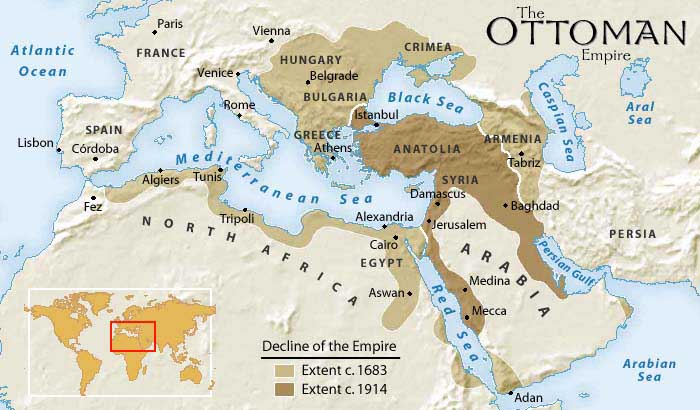 The
OTTOMAN
Empire
Atlantic
Ocean
Paris
FRANCE
Vienna
HUNGARY
CRIMEA
Venice
Belgrade
BULGARIA
Black Sea
Caspian Sea
Aral
Sea
Rome
Istanbul
Lisbon
SPAIN
Córdoba
GREECE
Athens
ANATOLIA
ARMENIA
Tabriz
Mediterranean Sea
SYRIA
Algiers
Tunis
Damascus
Baghdad
Fez
Tripoli
Alexandria
Jerusalem
PERSIA
NORTH AFRICA
Cairo
EGYPT
ARABIA
Persian Gulf
Aswan
Medina
Mecca
Red Sea
Arabian
Sea
Adan
Decline of the Empire
Extent c. 1683
Extent c. 1914